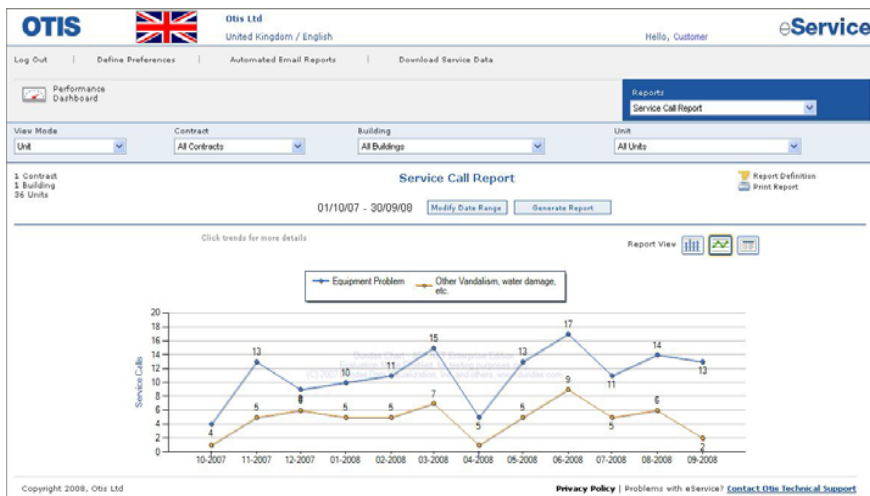 OTIS
Otis Ltd
United Kingdom / English
Hello, Customer
eService
Log Out | Define Preferences | Automated Email Reports | Download Service Data
Performance
Dashboard
Reports
Service Call Report
View Mode
Contract
Building
Unit
Unit
All Contracts
All Buildings
All Units
1 Contract
1 Building
36 Units
Service Call Report
Report Definition
Print Report
01/10/07 - 30/09/08
Modify Date Range
Generate Report
Click trends for more details
Report View
Equipment Problem
Other Vandalism, water damage,
etc.
Service Calls
20
18
16
14
12
10
8
6
4
2
0
4 13 10 11 15 5 13 17 11 14 13
5 6 5 5 7 5 9 5 6 2
10-2007 11-2007 12-2007 01-2008 02-2008 03-2008 04-2008 05-2008 06-2008 07-2008 08-2008 09-2008
Copyright 2008, Otis Ltd
Privacy Policy | Problems with eService? Contact Otis Technical Support